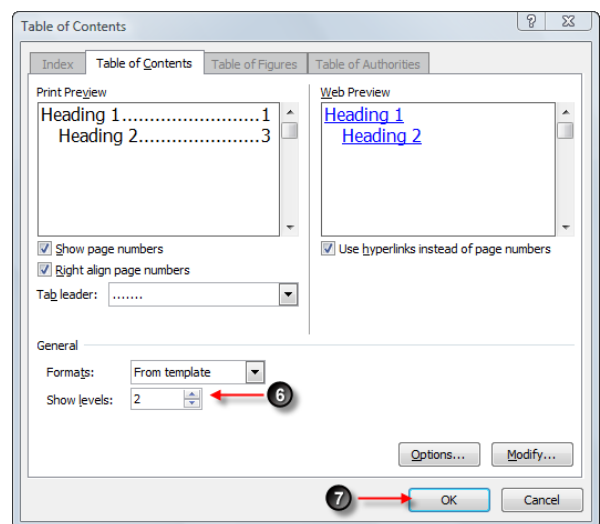 Table of Contents
Index Table of Contents Table of Figures Table of Authorities
Print Preview
Heading 1..........................1
Heading 2.......................3
Show page numbers
Right align page numbers
Tab leader: .......
Web Preview
Heading 1
Heading 2
Use hyperlinks instead of page numbers
General
Formats: From template
Show levels: 2
6
Options... Modify...
7
OK Cancel